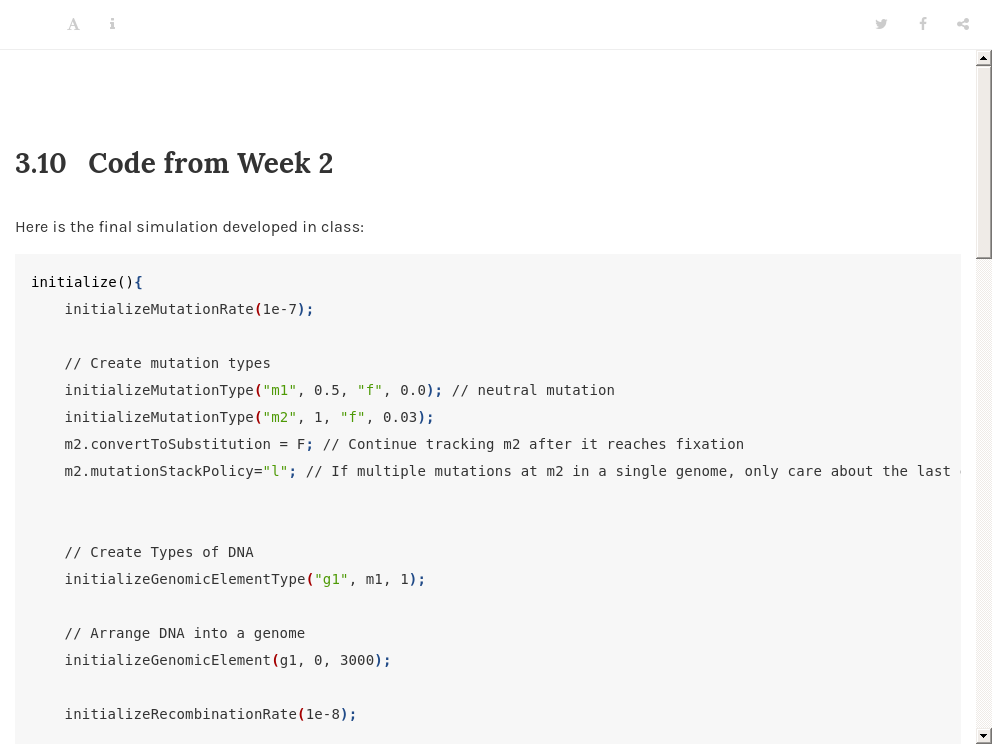 3.10 Code from Week 2
Here is the final simulation developed in class:
initialize(){
initializeMutationRate(1e-7);
// Create mutation types
initializeMutationType("m1", 0.5, "f", 0.0); // neutral mutation
initializeMutationType("m2", 1, "f", 0.03);
m2.convertToSubstitution = F; // Continue tracking m2 after it reaches fixation
m2.mutationStackPolicy="l"; // If multiple mutations at m2 in a single genome, only care about the last
// Create Types of DNA
initializeGenomicElementType("g1", m1, 1);
// Arrange DNA into a genome
initializeGenomicElement(g1, 0, 3000);
initializeRecombinationRate(1e-8);